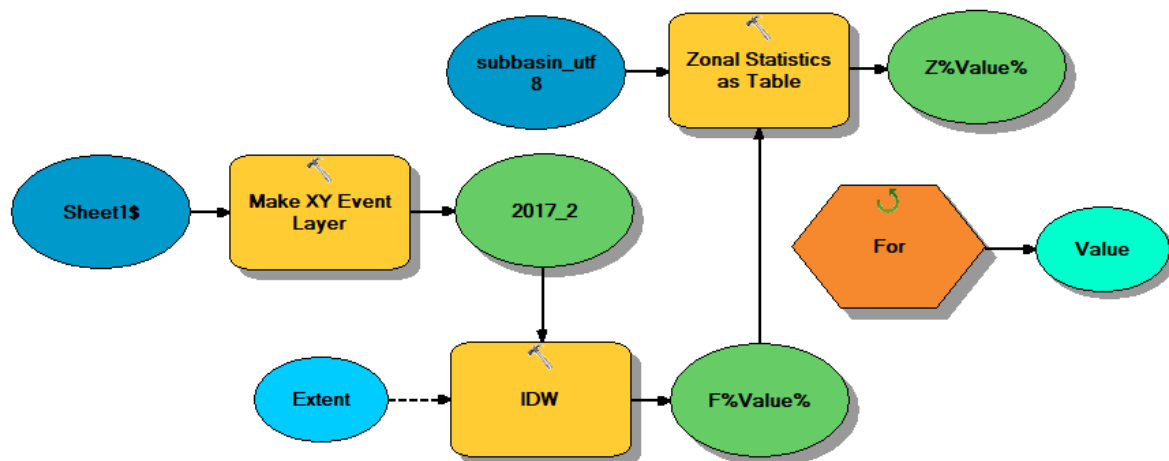 subbasin_utf
8
Zonal Statistics
as Table
Z%Value%
Sheet1$
Make XY Event
Layer
2017_2
For
Value
Extent
IDW
F%Value%